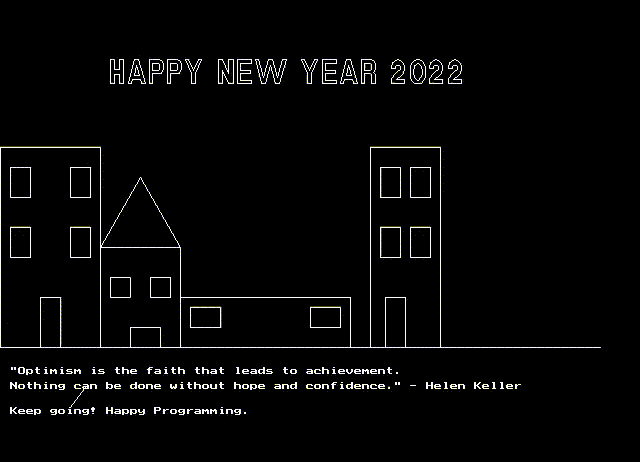 HAPPY NEW YEAR 2022
"Optimism is the faith that leads to achievement.
Nothing can be done without hope and confidence." - Helen Keller
Keep going! Happy Programming.